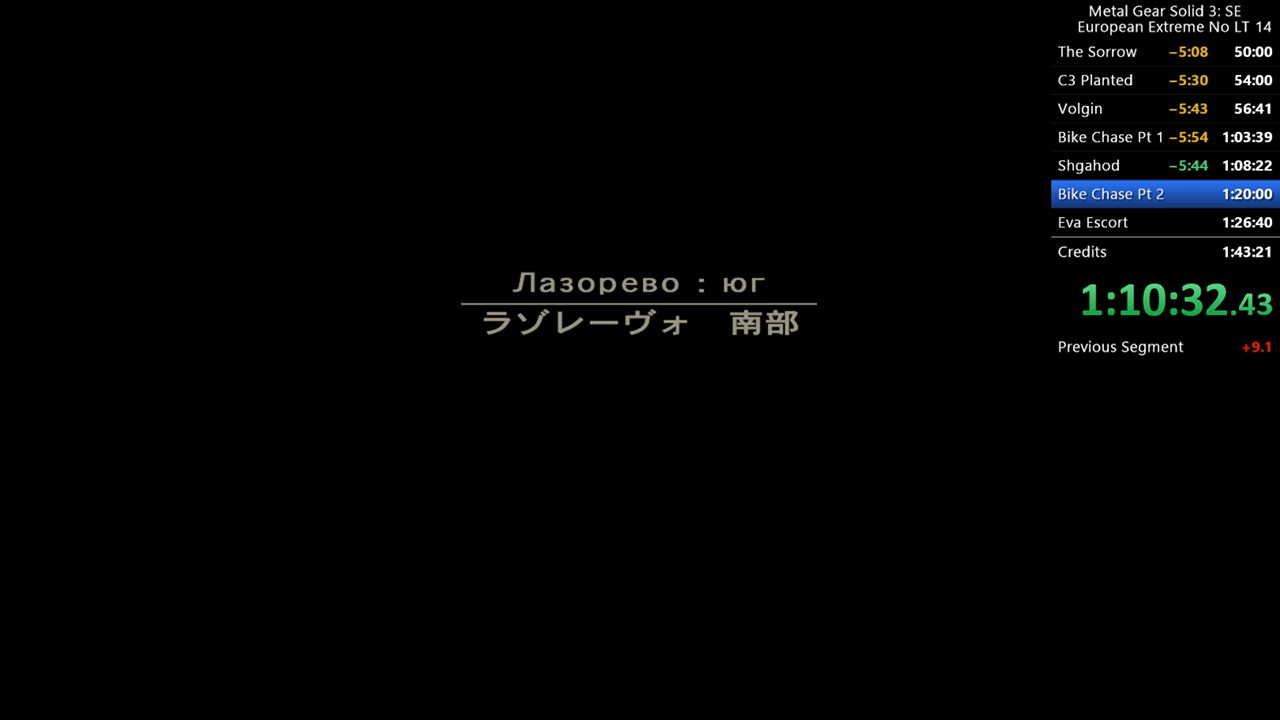 Metal Gear Solid 3: SE
European Extreme No LT 14
The Sorrow −5:08 50:00
C3 Planted −5:30 54:00
Volgin −5:43 56:41
Bike Chase Pt 1 −5:54 1:03:39
Shgahod −5:44 1:08:22
Bike Chase Pt 2 1:20:00
Eva Escort 1:26:40
Credits 1:43:21
1:10:32.43
Previous Segment +9.1
Лазорево : юг
ラゾレーヴォ 南部